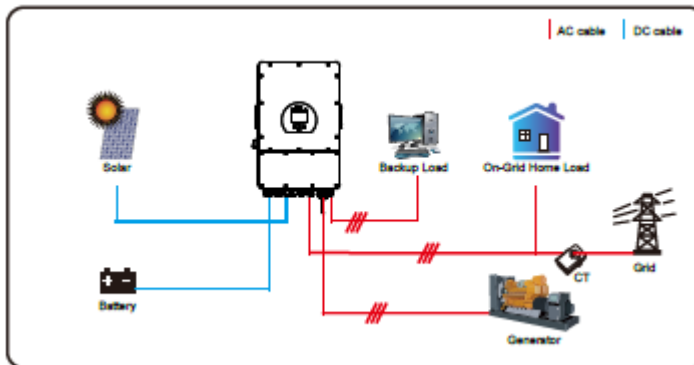 AC cable
DC cable
Solar
Backup Load
On-Grid Home Load
CT
Grid
Battery
Generator